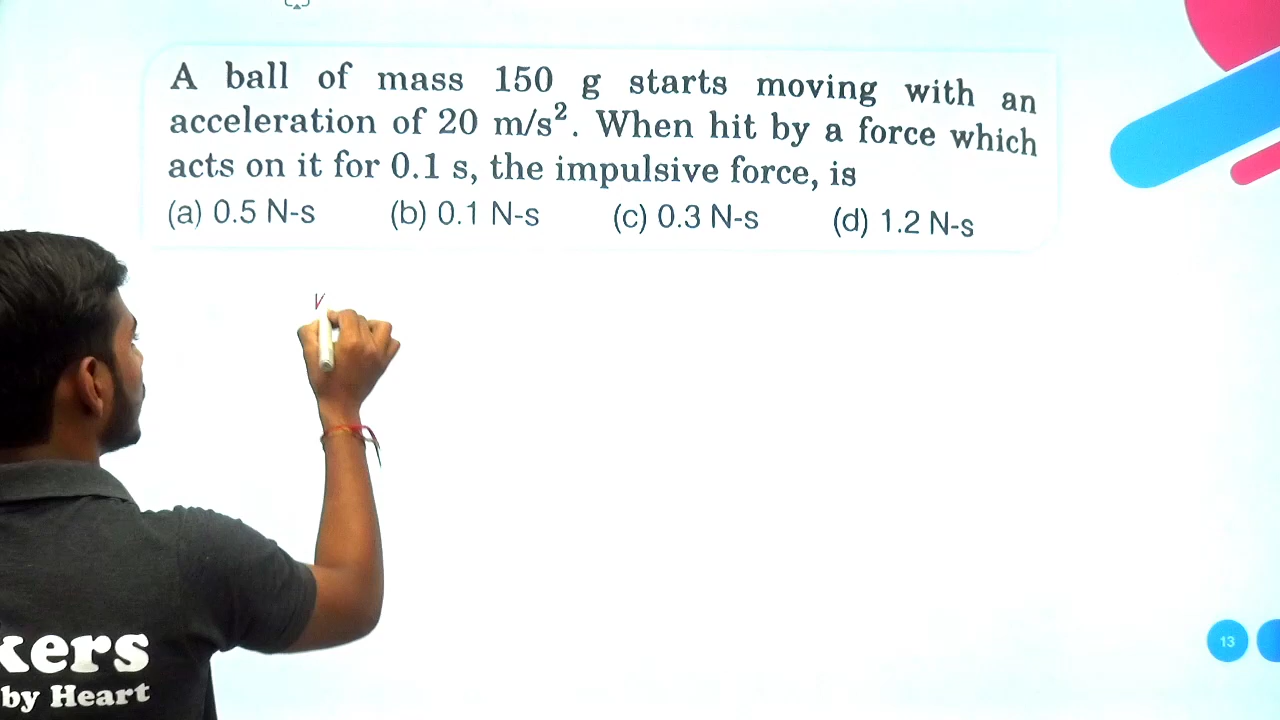 A ball of mass 150 g starts moving with an
acceleration of 20 m/s². When hit by a force which
acts on it for 0.1 s, the impulsive force, is
(a) 0.5 N-s (b) 0.1 N-s (c) 0.3 N-s (d) 1.2 N-s
kers
by Heart
13